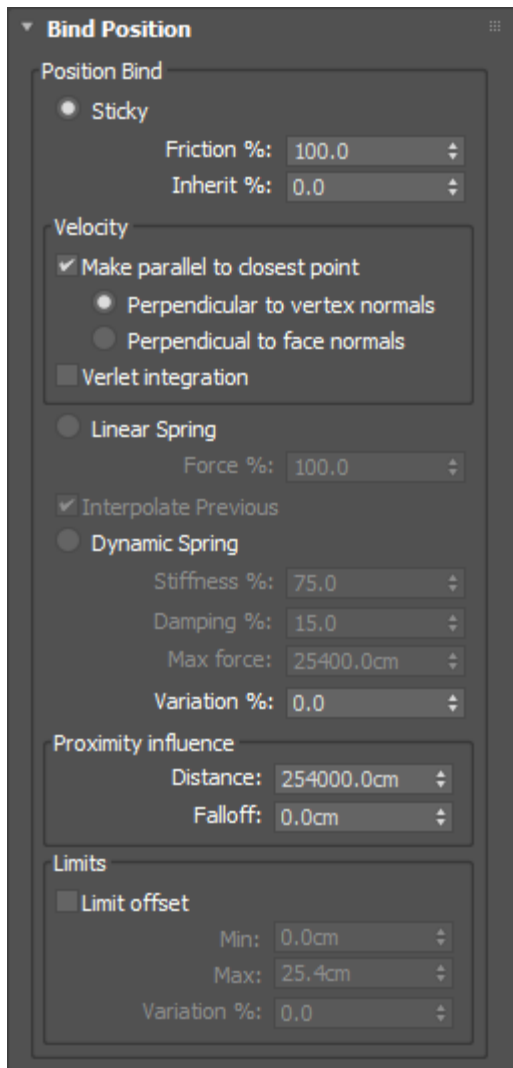 Bind Position
Position Bind
Sticky
Friction %: 100.0
Inherit %: 0.0
Velocity
Make parallel to closest point
Perpendicular to vertex normals
Perpendicual to face normals
Verlet integration
Linear Spring
Force %: 100.0
Interpolate Previous
Dynamic Spring
Stiffness %: 75.0
Damping %: 15.0
Max force: 25400.0cm
Variation %: 0.0
Proximity influence
Distance: 254000.0cm
Falloff: 0.0cm
Limits
Limit offset
Min: 0.0cm
Max: 25.4cm
Variation %: 0.0